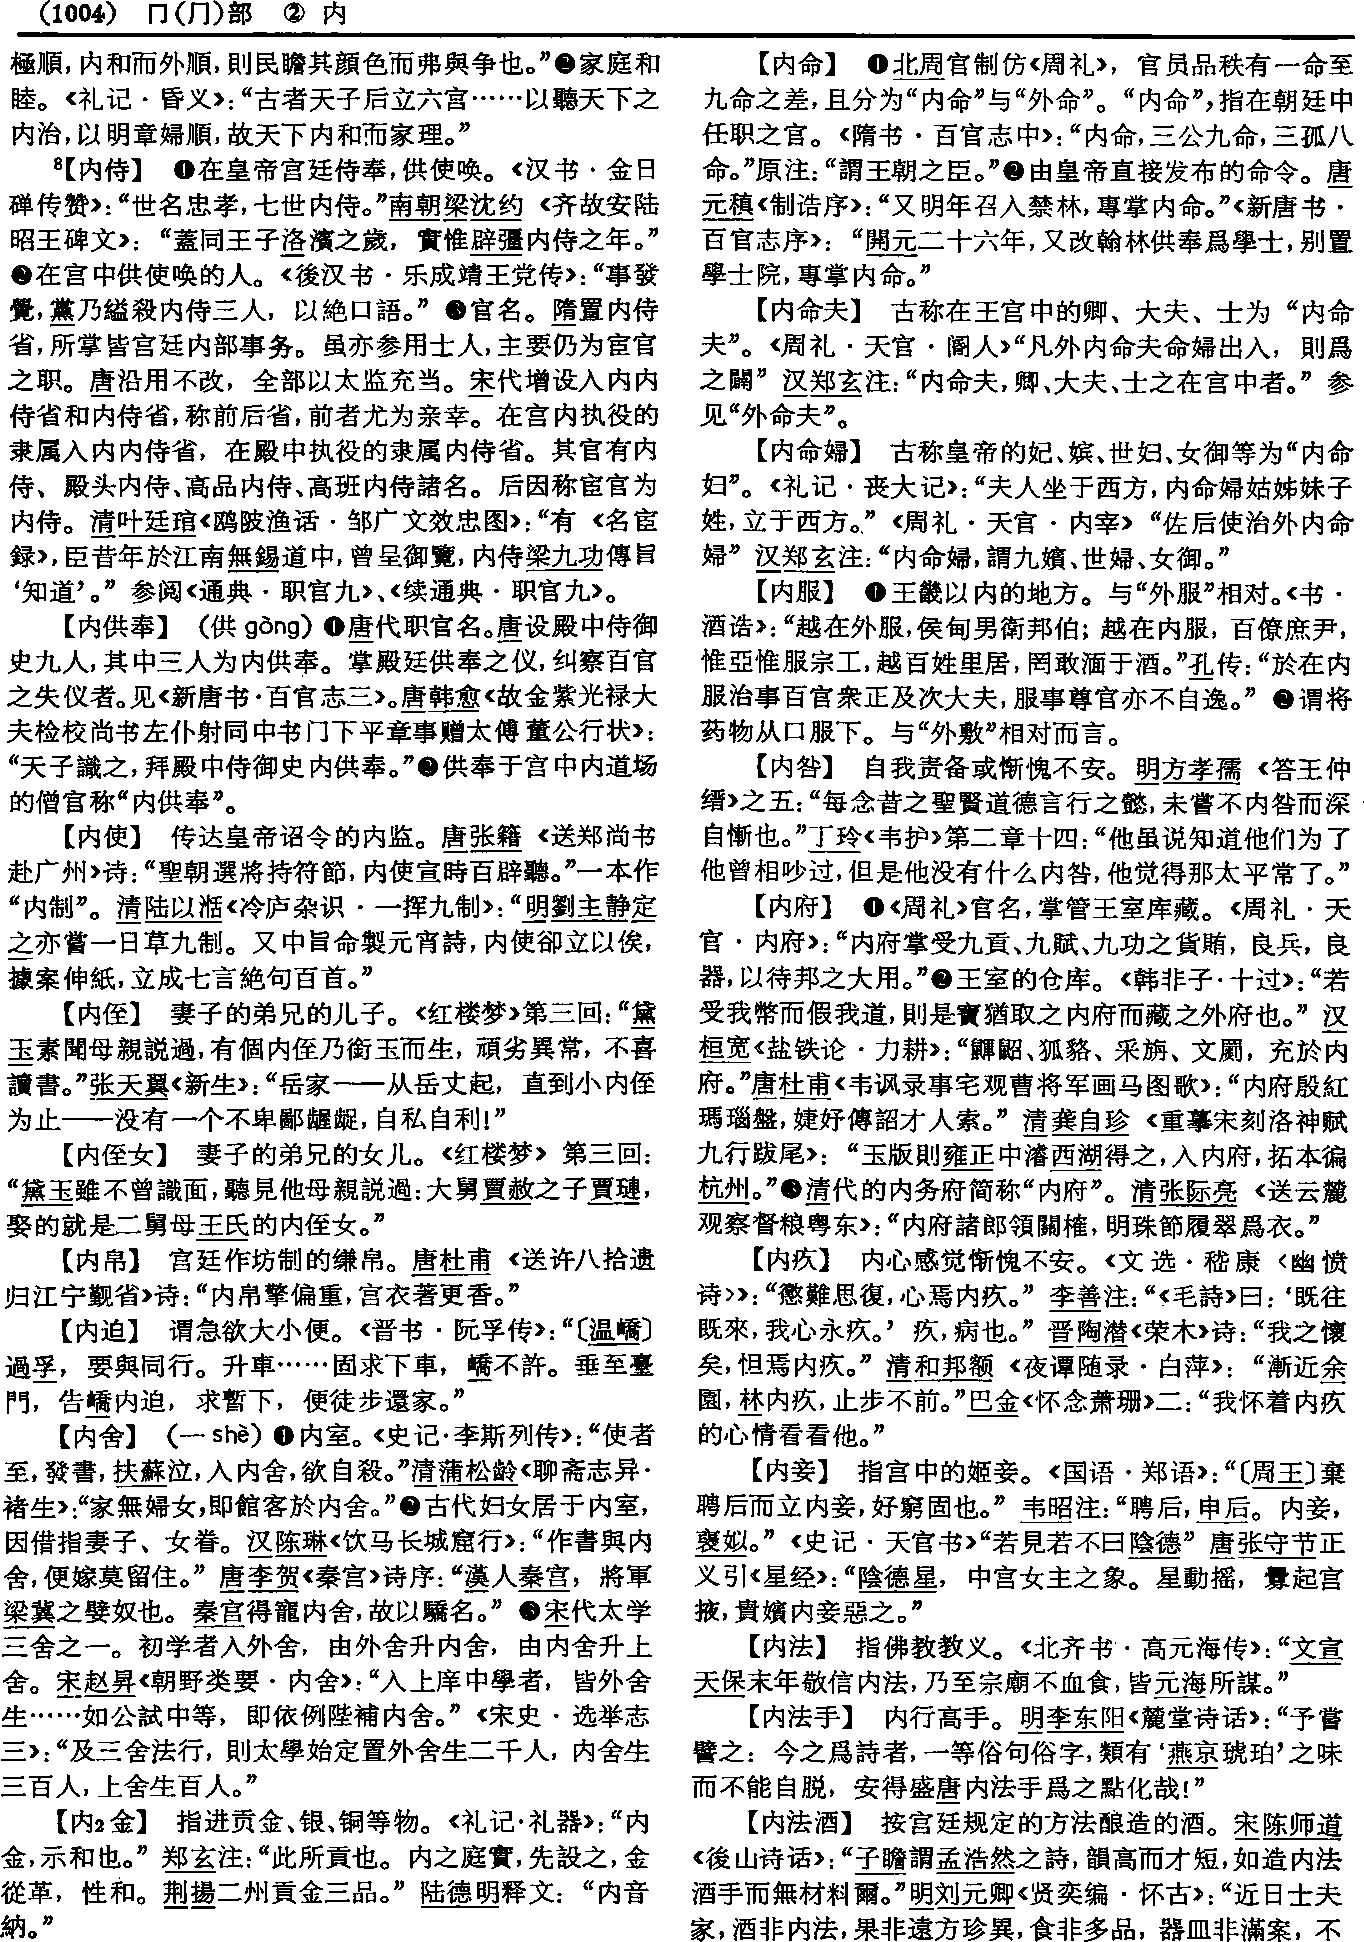 (1004) 冂(⺆)部 ② 内
極順，内和而外順，則民瞻其顔色而弗與争也。”❷家庭和
睦。《礼记·昏义》：“古者天子后立六宫……以聽天下之
内治，以明章婦順，故天下内和而家理。”
⁸【内侍】 ❶在皇帝宫廷侍奉，供使唤。《汉书·金日
磾传赞》：“世名忠孝，七世内侍。”南朝梁沈约《齐故安陆
昭王碑文》：“蓋同王子洛濱之歲，實惟辟彊内侍之年。”
❷在宫中供使唤的人。《後汉书·乐成靖王党传》：“事發
覺，黨乃縊殺内侍三人，以絶口語。”❸官名。隋置内侍
省，所掌皆宫廷内部事务。虽亦参用士人，主要仍为宦官
之职。唐沿用不改，全部以太监充当。宋代增设入内内
侍省和内侍省，称前后省，前者尤为亲幸。在宫内执役的
隶属入内内侍省，在殿中执役的隶属内侍省。其官有内
侍、殿头内侍、高品内侍、高班内侍諸名。后因称宦官为
内侍。清叶廷琯《鸥陂渔话·邹广文效忠图》：“有《名宦
録》，臣昔年於江南無錫道中，曾呈御覽，内侍梁九功傳旨
‘知道’。”参阅《通典·职官九》、《续通典·职官九》。
【内供奉】 （供 gòng）❶唐代职官名。唐设殿中侍御
史九人，其中三人为内供奉。掌殿廷供奉之仪，纠察百官
之失仪者。见《新唐书·百官志三》。唐韩愈《故金紫光禄大
夫检校尚书左仆射同中书门下平章事赠太傅董公行状》：
“天子識之，拜殿中侍御史内供奉。”❷供奉于宫中内道场
的僧官称“内供奉”。
【内使】 传达皇帝诏令的内监。唐张籍《送郑尚书
赴广州》诗：“聖朝選將持符節，内使宣時百辟聽。”一本作
“内制”。清陆以湉《冷庐杂识·一挥九制》：“明劉主静定
之亦嘗一日草九制。又中旨命製元宵詩，内使卻立以俟，
據案伸紙，立成七言絶句百首。”
【内侄】 妻子的弟兄的儿子。《红楼梦》第三回：“黛
玉素聞母親説過，有個内侄乃銜玉而生，頑劣異常，不喜
讀書。”张天翼《新生》：“岳家——从岳丈起，直到小内侄
为止——没有一个不卑鄙龌龊，自私自利！”
【内侄女】 妻子的弟兄的女儿。《红楼梦》第三回：
“黛玉雖不曾識面，聽見他母親説過：大舅賈赦之子賈璉，
娶的就是二舅母王氏的内侄女。”
【内帛】 宫廷作坊制的缣帛。唐杜甫《送许八拾遗
归江宁觐省》诗：“内帛擎偏重，宫衣著更香。”
【内迫】 谓急欲大小便。《晋书·阮孚传》：“〔温嶠〕
過孚，要與同行。升車……固求下車，嶠不許。垂至臺
門，告嶠内迫，求暫下，便徒步還家。”
【内舍】 （一 shè）❶内室。《史记·李斯列传》：“使者
至，發書，扶蘇泣，入内舍，欲自殺。”清蒲松龄《聊斋志异·
褚生》：“家無婦女，即館客於内舍。”❷古代妇女居于内室，
因借指妻子、女眷。汉陈琳《饮马长城窟行》：“作書與内
舍，便嫁莫留住。”唐李贺《秦宫》诗序：“漢人秦宫，將軍
梁冀之嬖奴也。秦宫得寵内舍，故以驕名。”❸宋代太学
三舍之一。初学者入外舍，由外舍升内舍，由内舍升上
舍。宋赵昇《朝野类要·内舍》：“入上庠中學者，皆外舍
生……如公試中等，即依例陞補内舍。”《宋史·选举志
三》：“及三舍法行，則太學始定置外舍生二千人，内舍生
三百人，上舍生百人。”
【内₂金】 指进贡金、银、铜等物。《礼记·礼器》：“内
金，示和也。”郑玄注：“此所貢也。内之庭實，先設之，金
從革，性和。荆揚二州貢金三品。”陆德明释文：“内音
納。”
【内命】 ❶北周官制仿《周礼》，官员品秩有一命至
九命之差，且分为“内命”与“外命”。“内命”，指在朝廷中
任职之官。《隋书·百官志中》：“内命，三公九命，三孤八
命。”原注：“謂王朝之臣。”❷由皇帝直接发布的命令。唐
元稹《制诰序》：“又明年召入禁林，專掌内命。”《新唐书·
百官志序》：“開元二十六年，又改翰林供奉爲學士，别置
學士院，專掌内命。”
【内命夫】 古称在王宫中的卿、大夫、士为“内命
夫”。《周礼·天官·阍人》“凡外内命夫命婦出入，則爲
之闢”汉郑玄注：“内命夫，卿、大夫、士之在宫中者。”参
见“外命夫”。
【内命婦】 古称皇帝的妃、嫔、世妇、女御等为“内命
妇”。《礼记·丧大记》：“夫人坐于西方，内命婦姑姊妹子
姓，立于西方。”《周礼·天官·内宰》“佐后使治外内命
婦”汉郑玄注：“内命婦，謂九嬪、世婦、女御。”
【内服】 ❶王畿以内的地方。与“外服”相对。《书·
酒诰》：“越在外服，侯甸男衛邦伯；越在内服，百僚庶尹，
惟亞惟服宗工，越百姓里居，罔敢湎于酒。”孔传：“於在内
服治事百官衆正及次大夫，服事尊官亦不自逸。”❷谓将
药物从口服下。与“外敷”相对而言。
【内咎】 自我责备或惭愧不安。明方孝孺《答王仲
缙》之五：“每念昔之聖賢道德言行之懿，未嘗不内咎而深
自慚也。”丁玲《韦护》第二章十四：“他虽说知道他们为了
他曾相吵过，但是他没有什么内咎，他觉得那太平常了。”
【内府】 ❶《周礼》官名，掌管王室库藏。《周礼·天
官·内府》：“内府掌受九貢、九賦、九功之貨賄，良兵，良
器，以待邦之大用。”❷王室的仓库。《韩非子·十过》：“若
受我幣而假我道，則是寶猶取之内府而藏之外府也。”汉
桓宽《盐铁论·力耕》：“鼲鼦、狐貉、采旃、文罽，充於内
府。”唐杜甫《韦讽录事宅观曹将军画马图歌》：“内府殷紅
瑪瑙盤，婕妤傳詔才人索。”清龚自珍《重摹宋刻洛神赋
九行跋尾》：“玉版則雍正中濬西湖得之，入内府，拓本徧
杭州。”❸清代的内务府简称“内府”。清张际亮《送云麓
观察督粮粤东》：“内府諸郎領關榷，明珠節履翠爲衣。”
【内疚】 内心感觉惭愧不安。《文选·嵇康〈幽愤
诗〉》：“懲難思復，心焉内疚。”李善注：“《毛詩》曰：‘既往
既來，我心永疚。’疚，病也。”晋陶潜《荣木》诗：“我之懷
矣，怛焉内疚。”清和邦额《夜谭随录·白萍》：“漸近余
園，林内疚，止步不前。”巴金《怀念萧珊》二：“我怀着内疚
的心情看看他。”
【内妾】 指宫中的姬妾。《国语·郑语》：“〔周王〕棄
聘后而立内妾，好窮固也。”韦昭注：“聘后，申后。内妾，
褒姒。”《史记·天官书》“若見若不曰陰德”唐张守节正
义引《星经》：“陰德星，中宫女主之象。星動摇，釁起宫
掖，貴嬪内妾惡之。”
【内法】 指佛教教义。《北齐书·高元海传》：“文宣
天保末年敬信内法，乃至宗廟不血食，皆元海所謀。”
【内法手】 内行高手。明李东阳《麓堂诗话》：“予嘗
譬之：今之爲詩者，一等俗句俗字，類有‘燕京琥珀’之味
而不能自脱，安得盛唐内法手爲之點化哉！”
【内法酒】 按宫廷规定的方法酿造的酒。宋陈师道
《後山诗话》：“子瞻謂孟浩然之詩，韻高而才短，如造内法
酒手而無材料爾。”明刘元卿《贤奕编·怀古》：“近日士夫
家，酒非内法，果非遠方珍異，食非多品，器皿非滿案，不